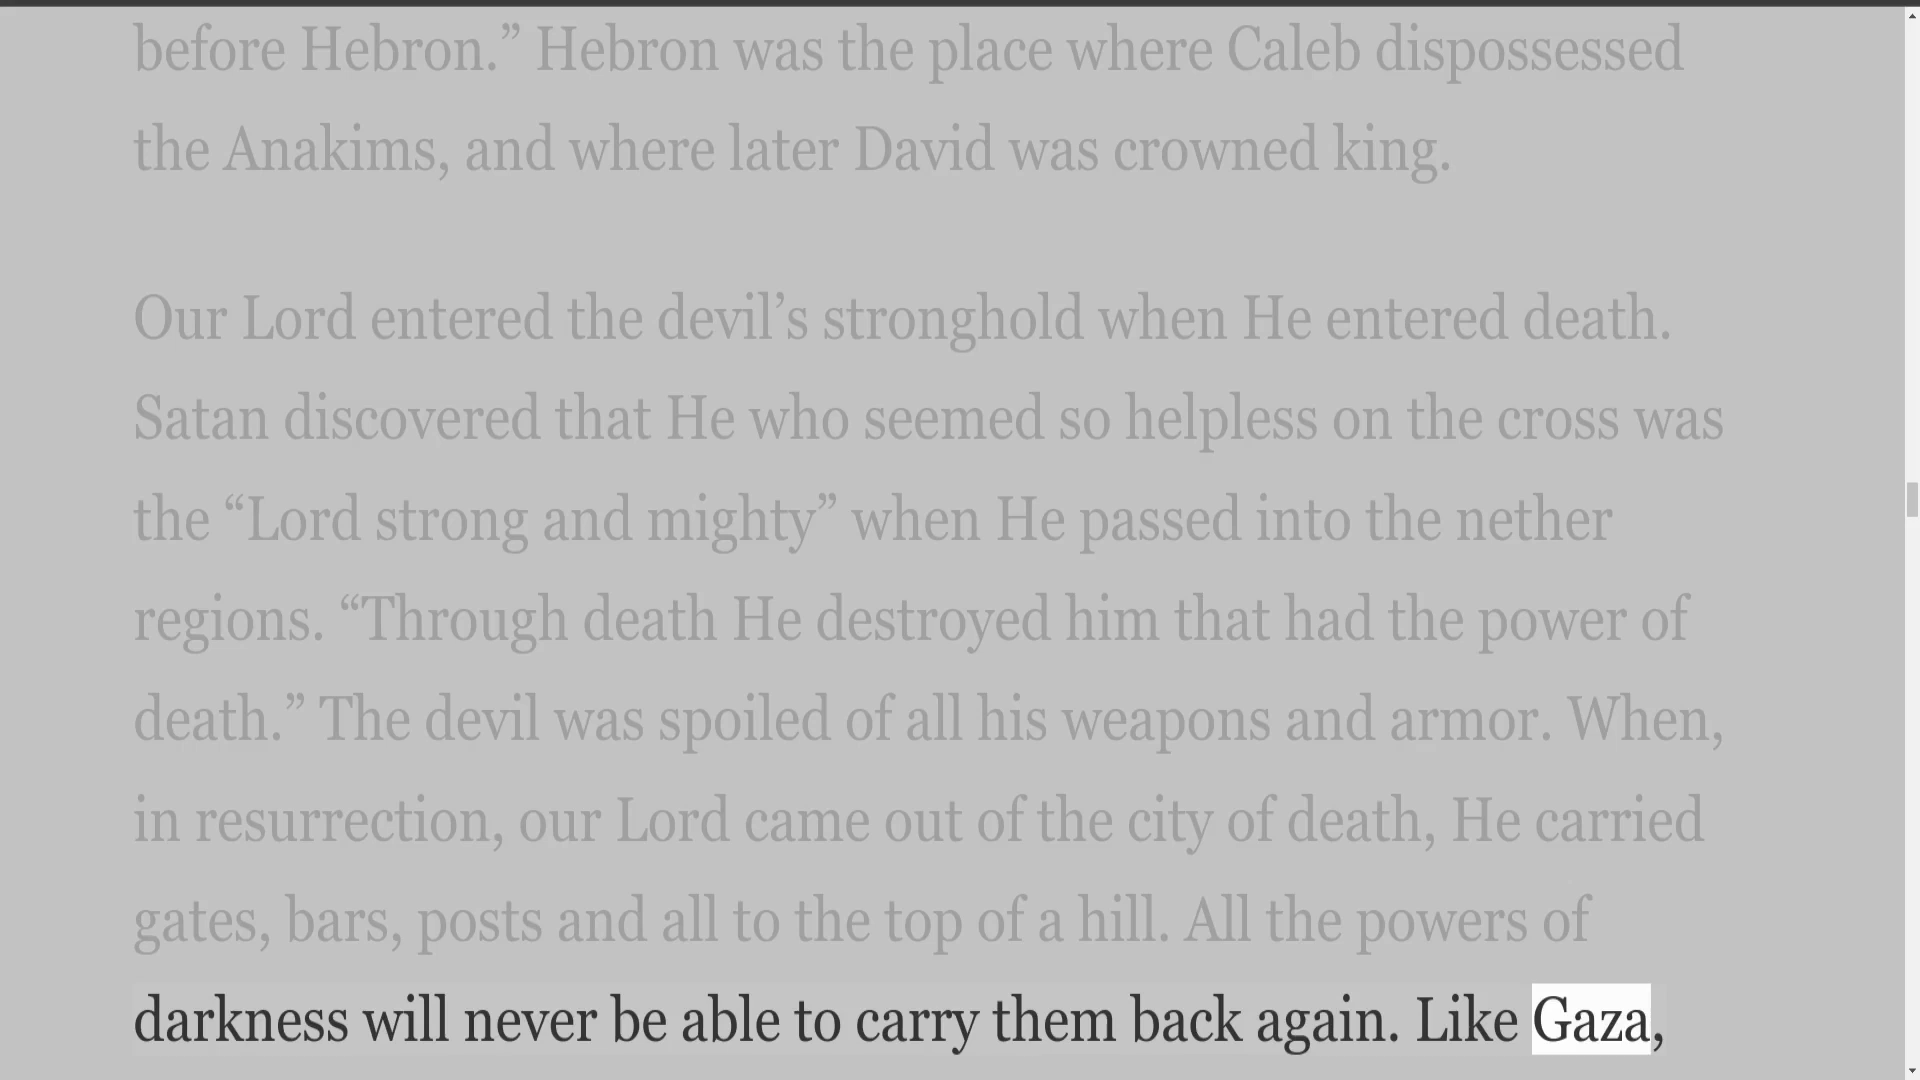 before Hebron.” Hebron was the place where Caleb dispossessed
the Anakims, and where later David was crowned king.
Our Lord entered the devil’s stronghold when He entered death.
Satan discovered that He who seemed so helpless on the cross was
the “Lord strong and mighty” when He passed into the nether
regions. “Through death He destroyed him that had the power of
death.” The devil was spoiled of all his weapons and armor. When,
in resurrection, our Lord came out of the city of death, He carried
gates, bars, posts and all to the top of a hill. All the powers of
darkness will never be able to carry them back again. Like Gaza,